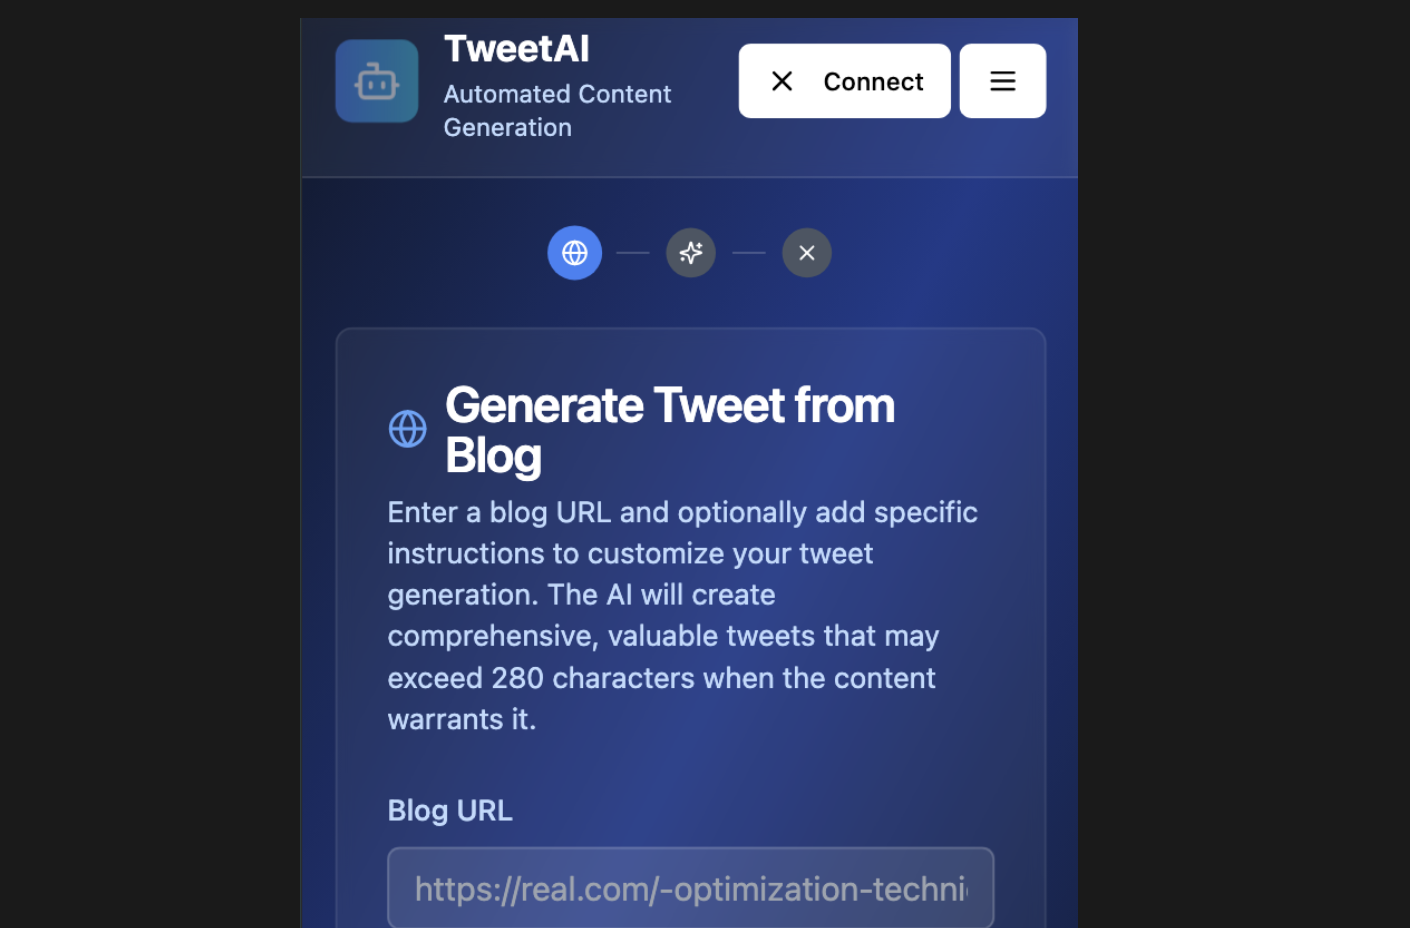 TweetAI
Automated Content
Generation
Connect
Generate Tweet from
Blog
Enter a blog URL and optionally add specific
instructions to customize your tweet
generation. The AI will create
comprehensive, valuable tweets that may
exceed 280 characters when the content
warrants it.
Blog URL
https://real.com/-optimization-techni